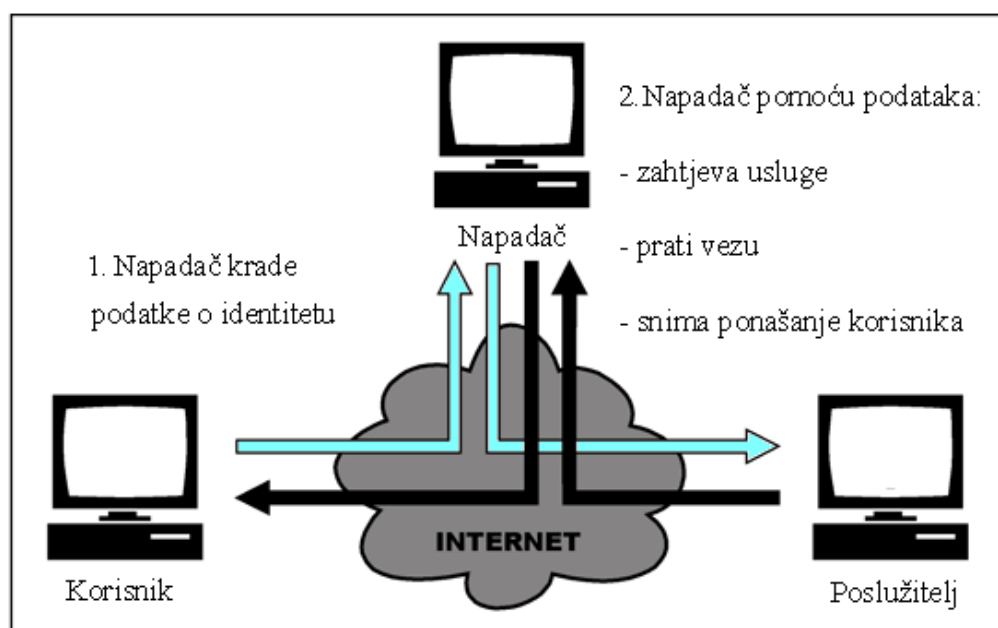 2.Napadač pomoću podataka:
- zahtjeva usluge
- prati vezu
- snima ponašanje korisnika
Napadač
1. Napadač krade
podatke o identitetu
INTERNET
Korisnik
Poslužitelj